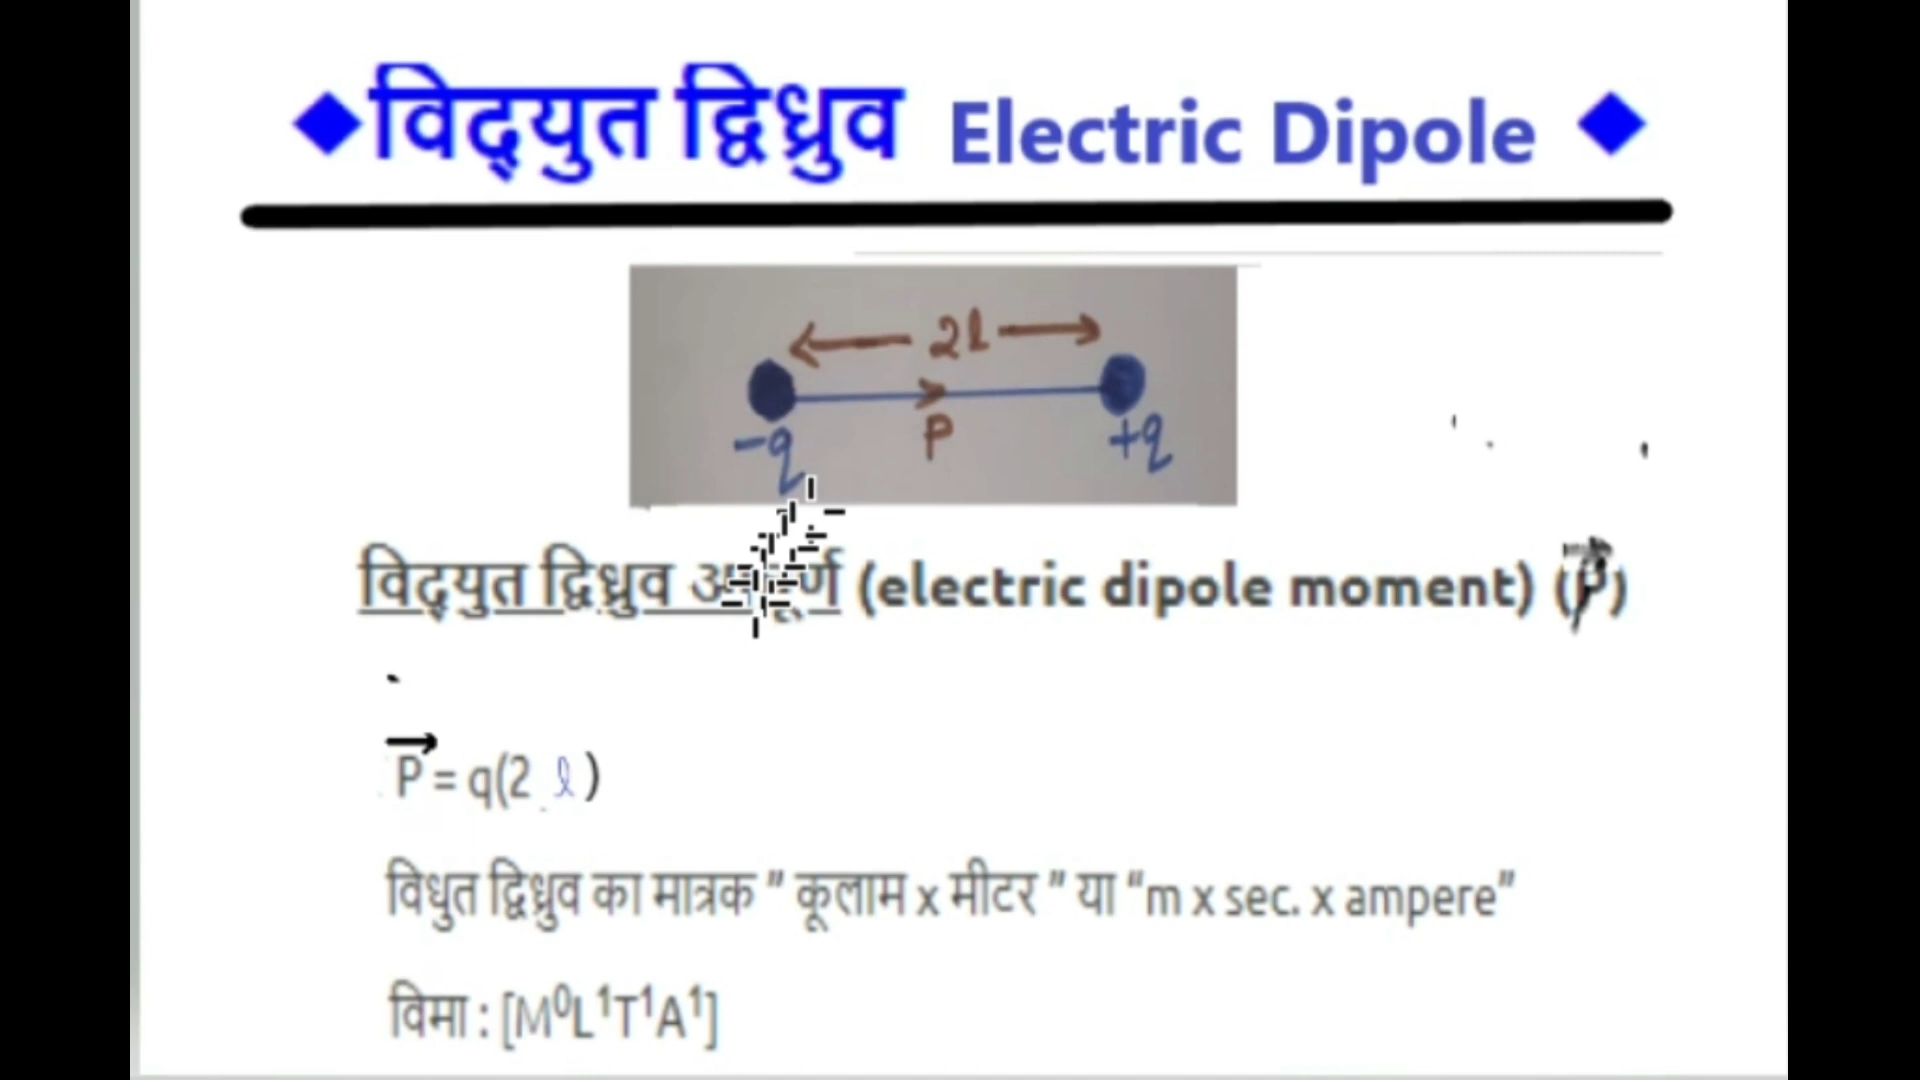 ◆विद्युत द्विध्रुव Electric Dipole ◆
2l
-q P +q
विद्युत द्विध्रुव (electric dipole moment) (P)
P = q(2 l)
विधुत द्विध्रुव का मात्रक ” कूलाम x मीटर ” या “m x sec. x ampere”
विमा : [M⁰L¹T¹A¹]